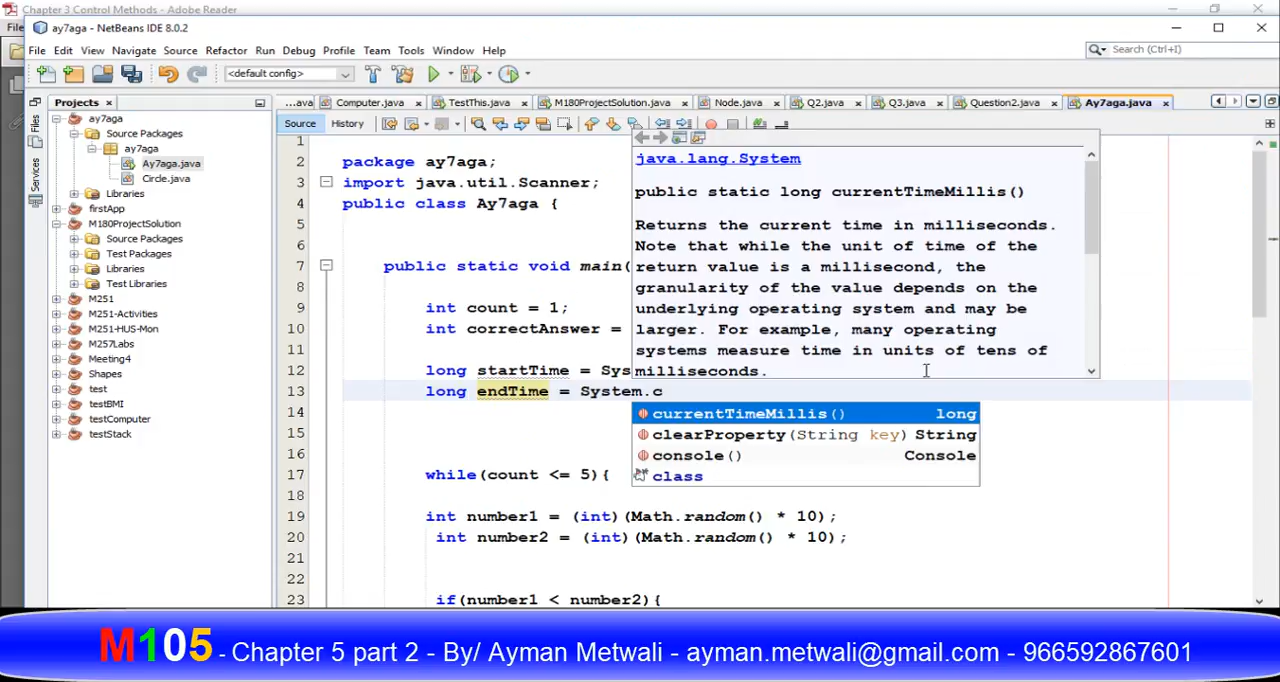 Chapter 3 Control Methods - Adobe Reader
File
ay7aga - NetBeans IDE 8.0.2
File Edit View Navigate Source Refactor Run Debug Profile Team Tools Window Help
Search (Ctrl+I)
<default config>
Projects
...ava Computer.java TestThis.java M180ProjectSolution.java Node.java Q2.java Q3.java Question2.java Ay7aga.java
Source History
Files
Services
ay7aga
Source Packages
ay7aga
Ay7aga.java
Circle.java
Libraries
firstApp
M180ProjectSolution
Source Packages
Test Packages
Libraries
Test Libraries
M251
M251-Activities
M251-HUS-Mon
M257Labs
Meeting4
Shapes
test
testBMI
testComputer
testStack
1
2 package ay7aga;
3 import java.util.Scanner;
4 public class Ay7aga {
5
6
7 public static void main(
8
9 int count = 1;
10 int correctAnswer =
11
12 long startTime = Sys
13 long endTime = System.c
14
15
16
17 while(count <= 5){
18
19 int number1 = (int)(Math.random() * 10);
20 int number2 = (int)(Math.random() * 10);
21
22
23 if(number1 < number2){
java.lang.System
public static long currentTimeMillis()
Returns the current time in milliseconds.
Note that while the unit of time of the
return value is a millisecond, the
granularity of the value depends on the
underlying operating system and may be
larger. For example, many operating
systems measure time in units of tens of
milliseconds.
currentTimeMillis() long
clearProperty(String key) String
console() Console
class
M105 - Chapter 5 part 2 - By/ Ayman Metwali - ayman.metwali@gmail.com - 966592867601